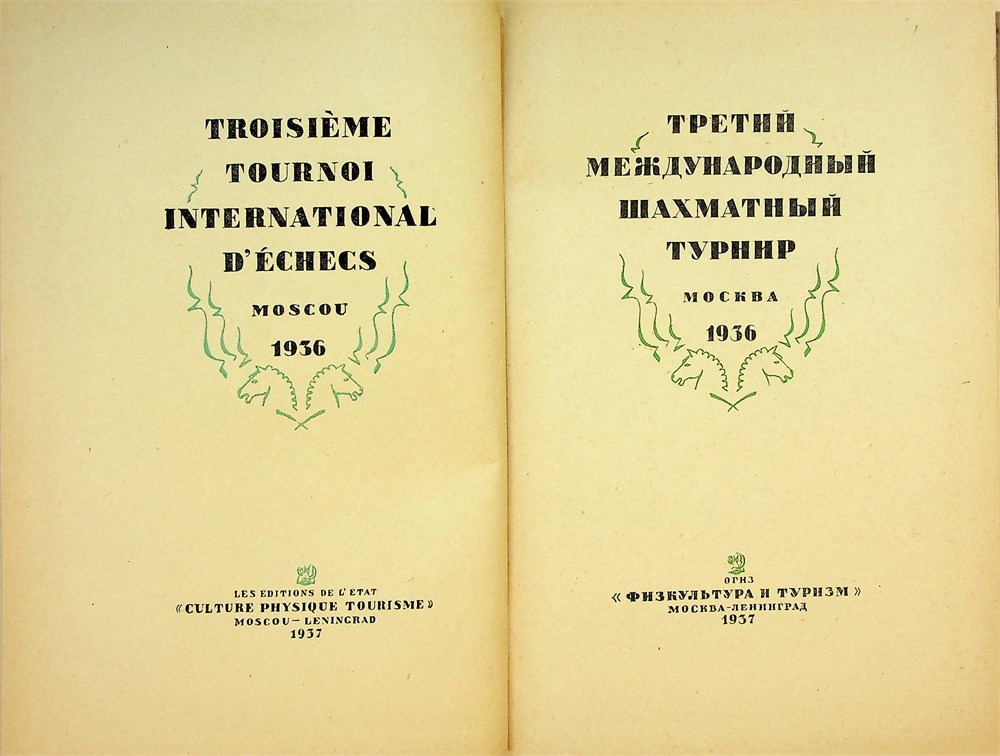 TROISIÈME
TOURNOI
INTERNATIONAL
D'ÉCHECS
MOSCOU
1936
LES EDITIONS DE L'ETAT
«CULTURE PHYSIQUE TOURISME»
MOSCOU — LENINGRAD
1937
ТРЕТИЙ
МЕЖДУНАРОДНЫЙ
ШАХМАТНЫЙ
ТУРНИР
МОСКВА
1936
ОГИЗ
«ФИЗКУЛЬТУРА И ТУРИЗМ»
МОСКВА-ЛЕНИНГРАД
1937